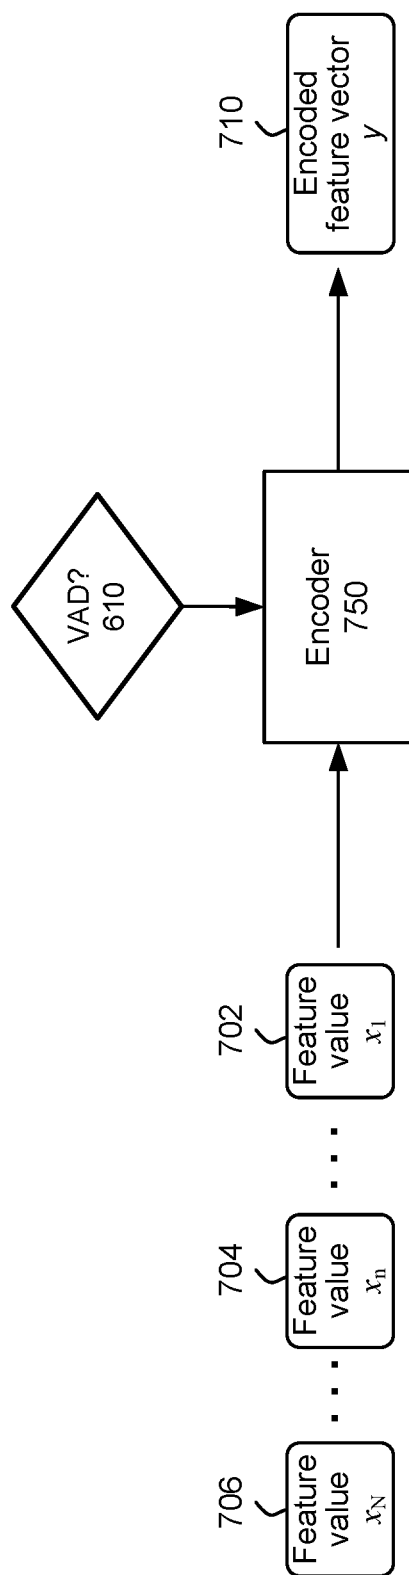 VAD?
610
706
Feature
value
xN
. . .
704
Feature
value
xn
. . .
702
Feature
value
x1
Encoder
750
710
Encoded
feature vector
y